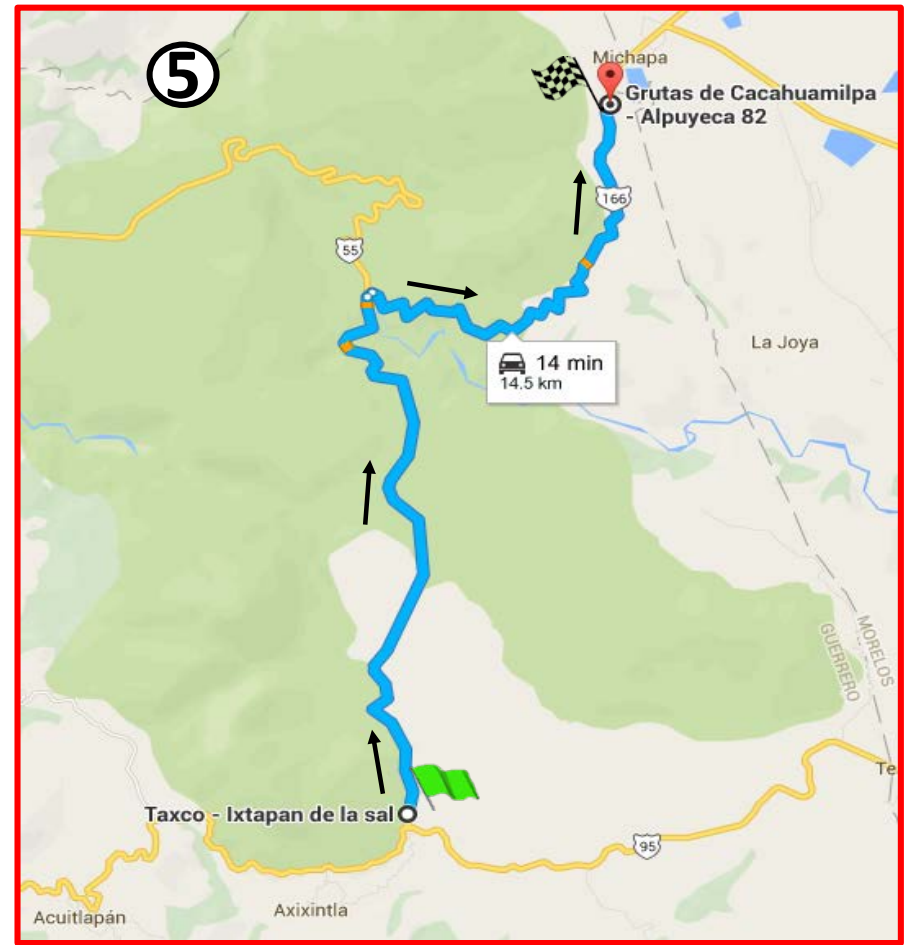 5
Michapa
Grutas de Cacahuamilpa
- Alpuyeca 82
166
55
14 min
14.5 km
La Joya
MORELOS
GUERRERO
Te
Taxco - Ixtapan de la sal
95
Acuitlapán
Axixintla